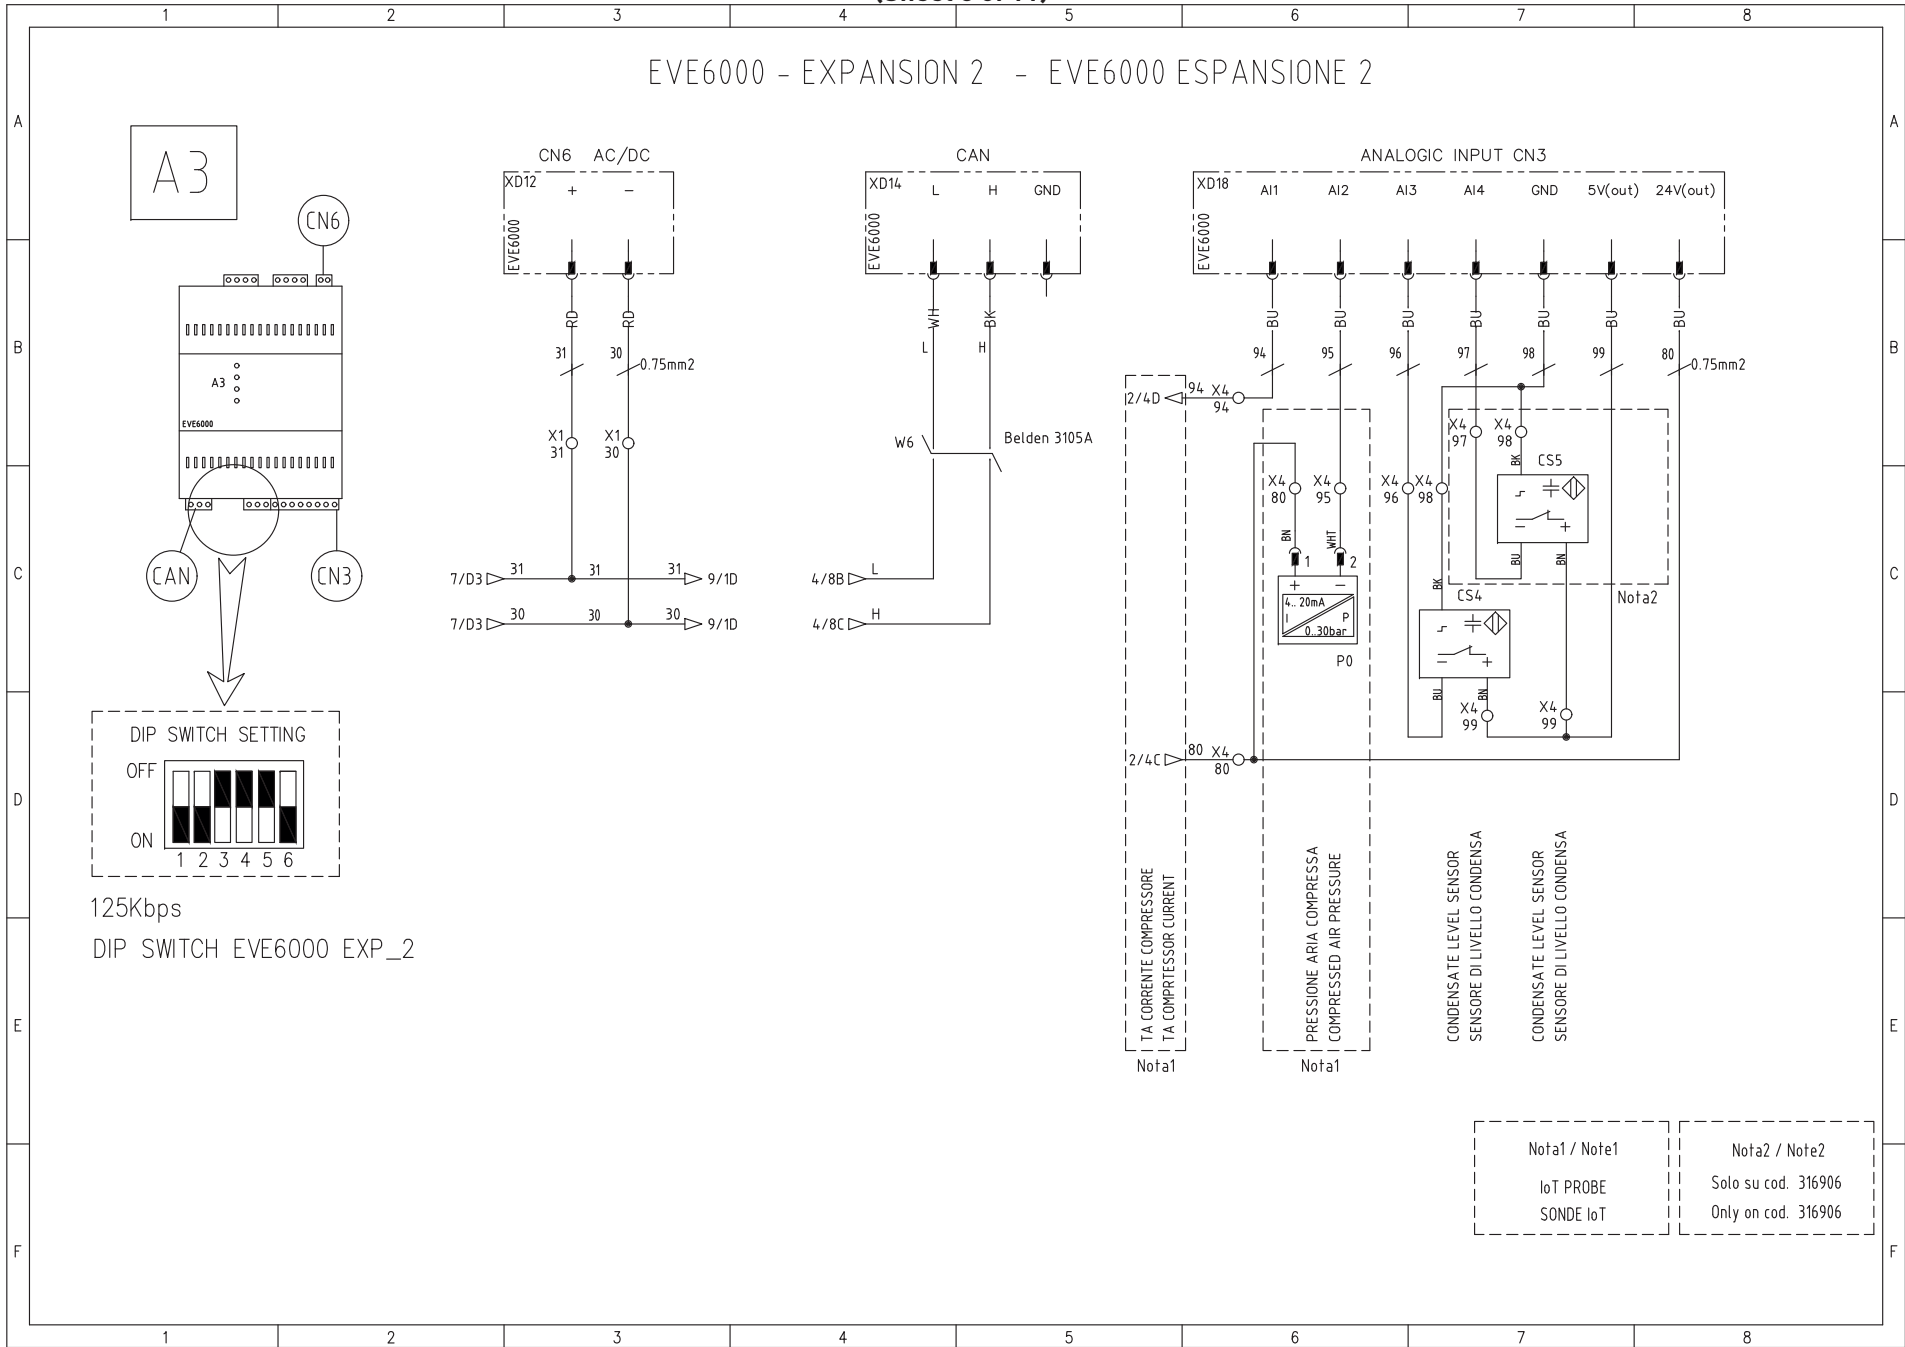 1 2 3 4 5 6 7 8
EVE6000 - EXPANSION 2 - EVE6000 ESPANSIONE 2
A
A
A3
CN6
CN6 AC/DC
XD12 + -
EVE6000
CAN
XD14 L H GND
EVE6000
ANALOGIC INPUT CN3
XD18 AI1 AI2 AI3 AI4 GND 5V(out) 24V(out)
EVE6000
RD RD
WH BK
BU BU BU BU BU BU BU
B
B
31 30 0.75mm2
L H
94 95 96 97 98 99 80 0.75mm2
A3
EVE6000
2/4D 94 X4
94
X4
97
X4
98
X1
31
X1
30
W6 Belden 3105A
BK CS5
X4
80
X4
95
X4
96
X4
98
- +
BN WHT
BU BN
1 2
C
C
CAN
CN3
7/D3 31 31 31 9/1D
7/D3 30 30 30 9/1D
4/8B L
4/8C H
+ -
4.. 20mA
I P
0..30bar
P0
BK CS4
Nota2
- +
BU BN
X4
99
X4
99
DIP SWITCH SETTING
OFF
ON
1 2 3 4 5 6
2/4C 80 X4
80
D
D
125Kbps
DIP SWITCH EVE6000 EXP_2
TA CORRENTE COMPRESSORE
TA COMPRTESSOR CURRENT
PRESSIONE ARIA COMPRESSA
COMPRESSED AIR PRESSURE
CONDENSATE LEVEL SENSOR
SENSORE DI LIVELLO CONDENSA
CONDENSATE LEVEL SENSOR
SENSORE DI LIVELLO CONDENSA
E
E
Nota1
Nota1
Nota1 / Note1
IoT PROBE
SONDE IoT
Nota2 / Note2
Solo su cod. 316906
Only on cod. 316906
F
F
1 2 3 4 5 6 7 8